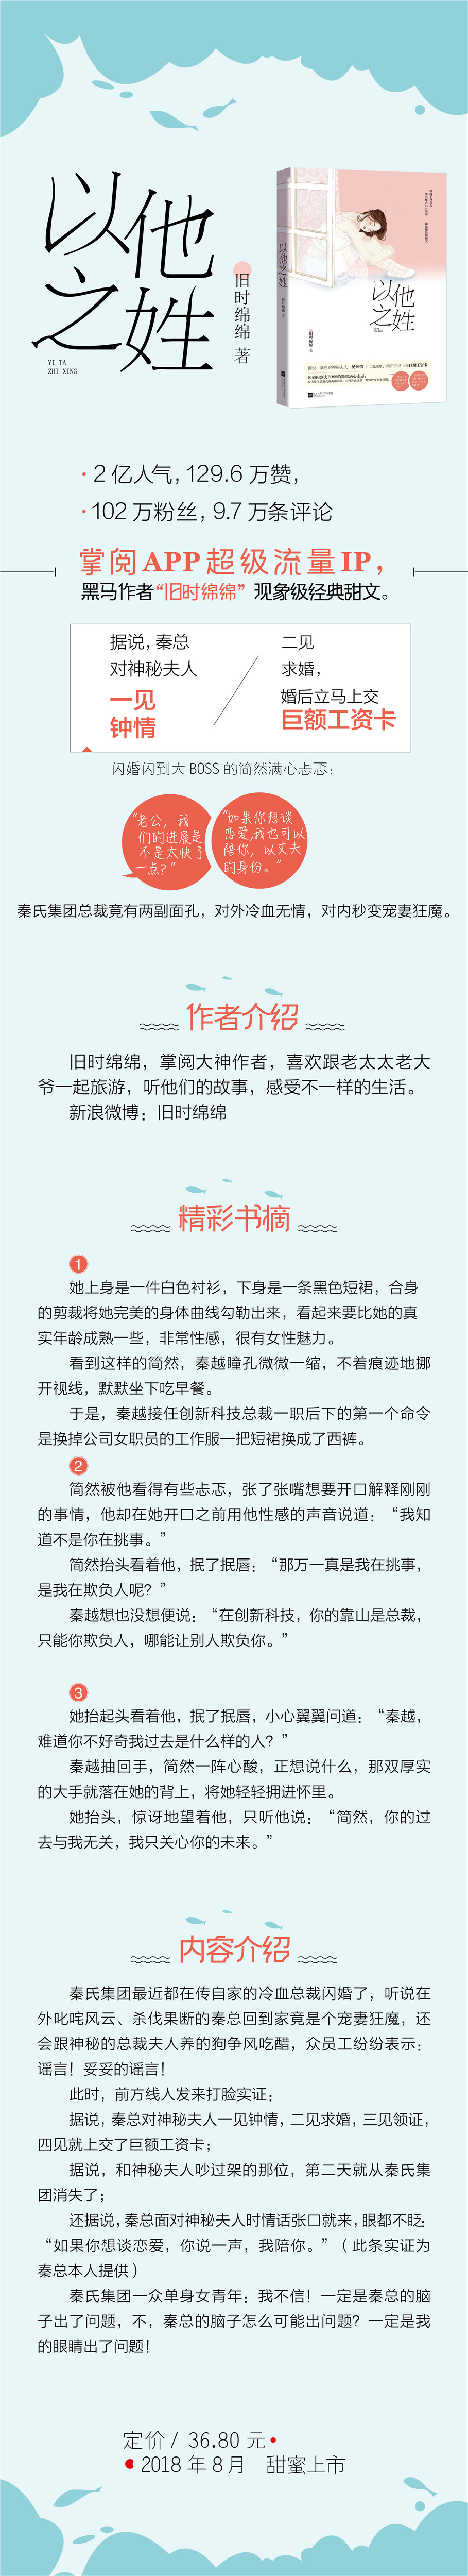 以他之姓
YI TA
ZHI XING
旧时绵绵 著
以他之姓
以他之姓
·2亿人气，129.6万赞，
·102万粉丝，9.7万条评论
掌阅APP超级流量IP，
黑马作者“旧时绵绵”现象级经典甜文。
据说，秦总
对神秘夫人
一见
钟情
二见
求婚，
婚后立马上交
巨额工资卡
闪婚闪到大BOSS的简然满心忐忑：
“老公，我
们的进展是
不是太快了
一点？”
“如果你想谈
恋爱，我也可以
陪你，以丈夫
的身份。”
秦氏集团总裁竟有两副面孔，对外冷血无情，对内秒变宠妻狂魔。
作者介绍
旧时绵绵，掌阅大神作者，喜欢跟老太太老大
爷一起旅游，听他们的故事，感受不一样的生活。
新浪微博：旧时绵绵
精彩书摘
1
她上身是一件白色衬衫，下身是一条黑色短裙，合身
的剪裁将她完美的身体曲线勾勒出来，看起来要比她的真
实年龄成熟一些，非常性感，很有女性魅力。
看到这样的简然，秦越瞳孔微微一缩，不着痕迹地挪
开视线，默默坐下吃早餐。
于是，秦越接任创新科技总裁一职后下的第一个命令
是换掉公司女职员的工作服—把短裙换成了西裤。
2
简然被他看得有些忐忑，张了张嘴想要开口解释刚刚
的事情，他却在她开口之前用他性感的声音说道：“我知
道不是你在挑事。”
简然抬头看着他，抿了抿唇：“那万一真是我在挑事，
是我在欺负人呢？”
秦越想也没想便说：“在创新科技，你的靠山是总裁，
只能你欺负人，哪能让别人欺负你。”
3
她抬起头看着他，抿了抿唇，小心翼翼问道：“秦越，
难道你不好奇我过去是什么样的人？”
秦越抽回手，简然一阵心酸，正想说什么，那双厚实
的大手就落在她的背上，将她轻轻拥进怀里。
她抬头，惊讶地望着他，只听他说：“简然，你的过
去与我无关，我只关心你的未来。”
内容介绍
秦氏集团最近都在传自家的冷血总裁闪婚了，听说在
外叱咤风云、杀伐果断的秦总回到家竟是个宠妻狂魔，还
会跟神秘的总裁夫人养的狗争风吃醋，众员工纷纷表示：
谣言！妥妥的谣言！
此时，前方线人发来打脸实证：
据说，秦总对神秘夫人一见钟情，二见求婚，三见领证，
四见就上交了巨额工资卡；
据说，和神秘夫人吵过架的那位，第二天就从秦氏集
团消失了；
还据说，秦总面对神秘夫人时情话张口就来，眼都不眨：
“如果你想谈恋爱，你说一声，我陪你。”（此条实证为
秦总本人提供）
秦氏集团一众单身女青年：我不信！一定是秦总的脑
子出了问题，不，秦总的脑子怎么可能出问题？一定是我
的眼睛出了问题！
定价/ 36.80 元
2018年8月 甜蜜上市